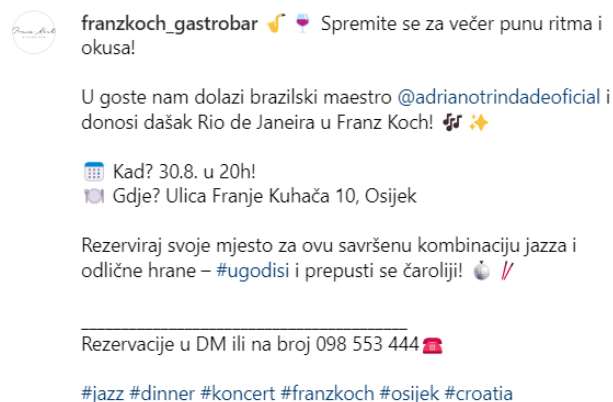 franzkoch_gastrobar 🎷 🍷 Spremite se za večer punu ritma i
okusa!
U goste nam dolazi brazilski maestro @adrianotrindadeoficial i
donosi dašak Rio de Janeira u Franz Koch! 🎶 ✨
🗓️ Kad? 30.8. u 20h!
🍽️ Gdje? Ulica Franje Kuhača 10, Osijek
Rezerviraj svoje mjesto za ovu savršenu kombinaciju jazza i
odlične hrane – #ugodisi i prepusti se čaroliji! 🪩 🥢
________________________________________
Rezervacije u DM ili na broj 098 553 444☎️
#jazz #dinner #koncert #franzkoch #osijek #croatia